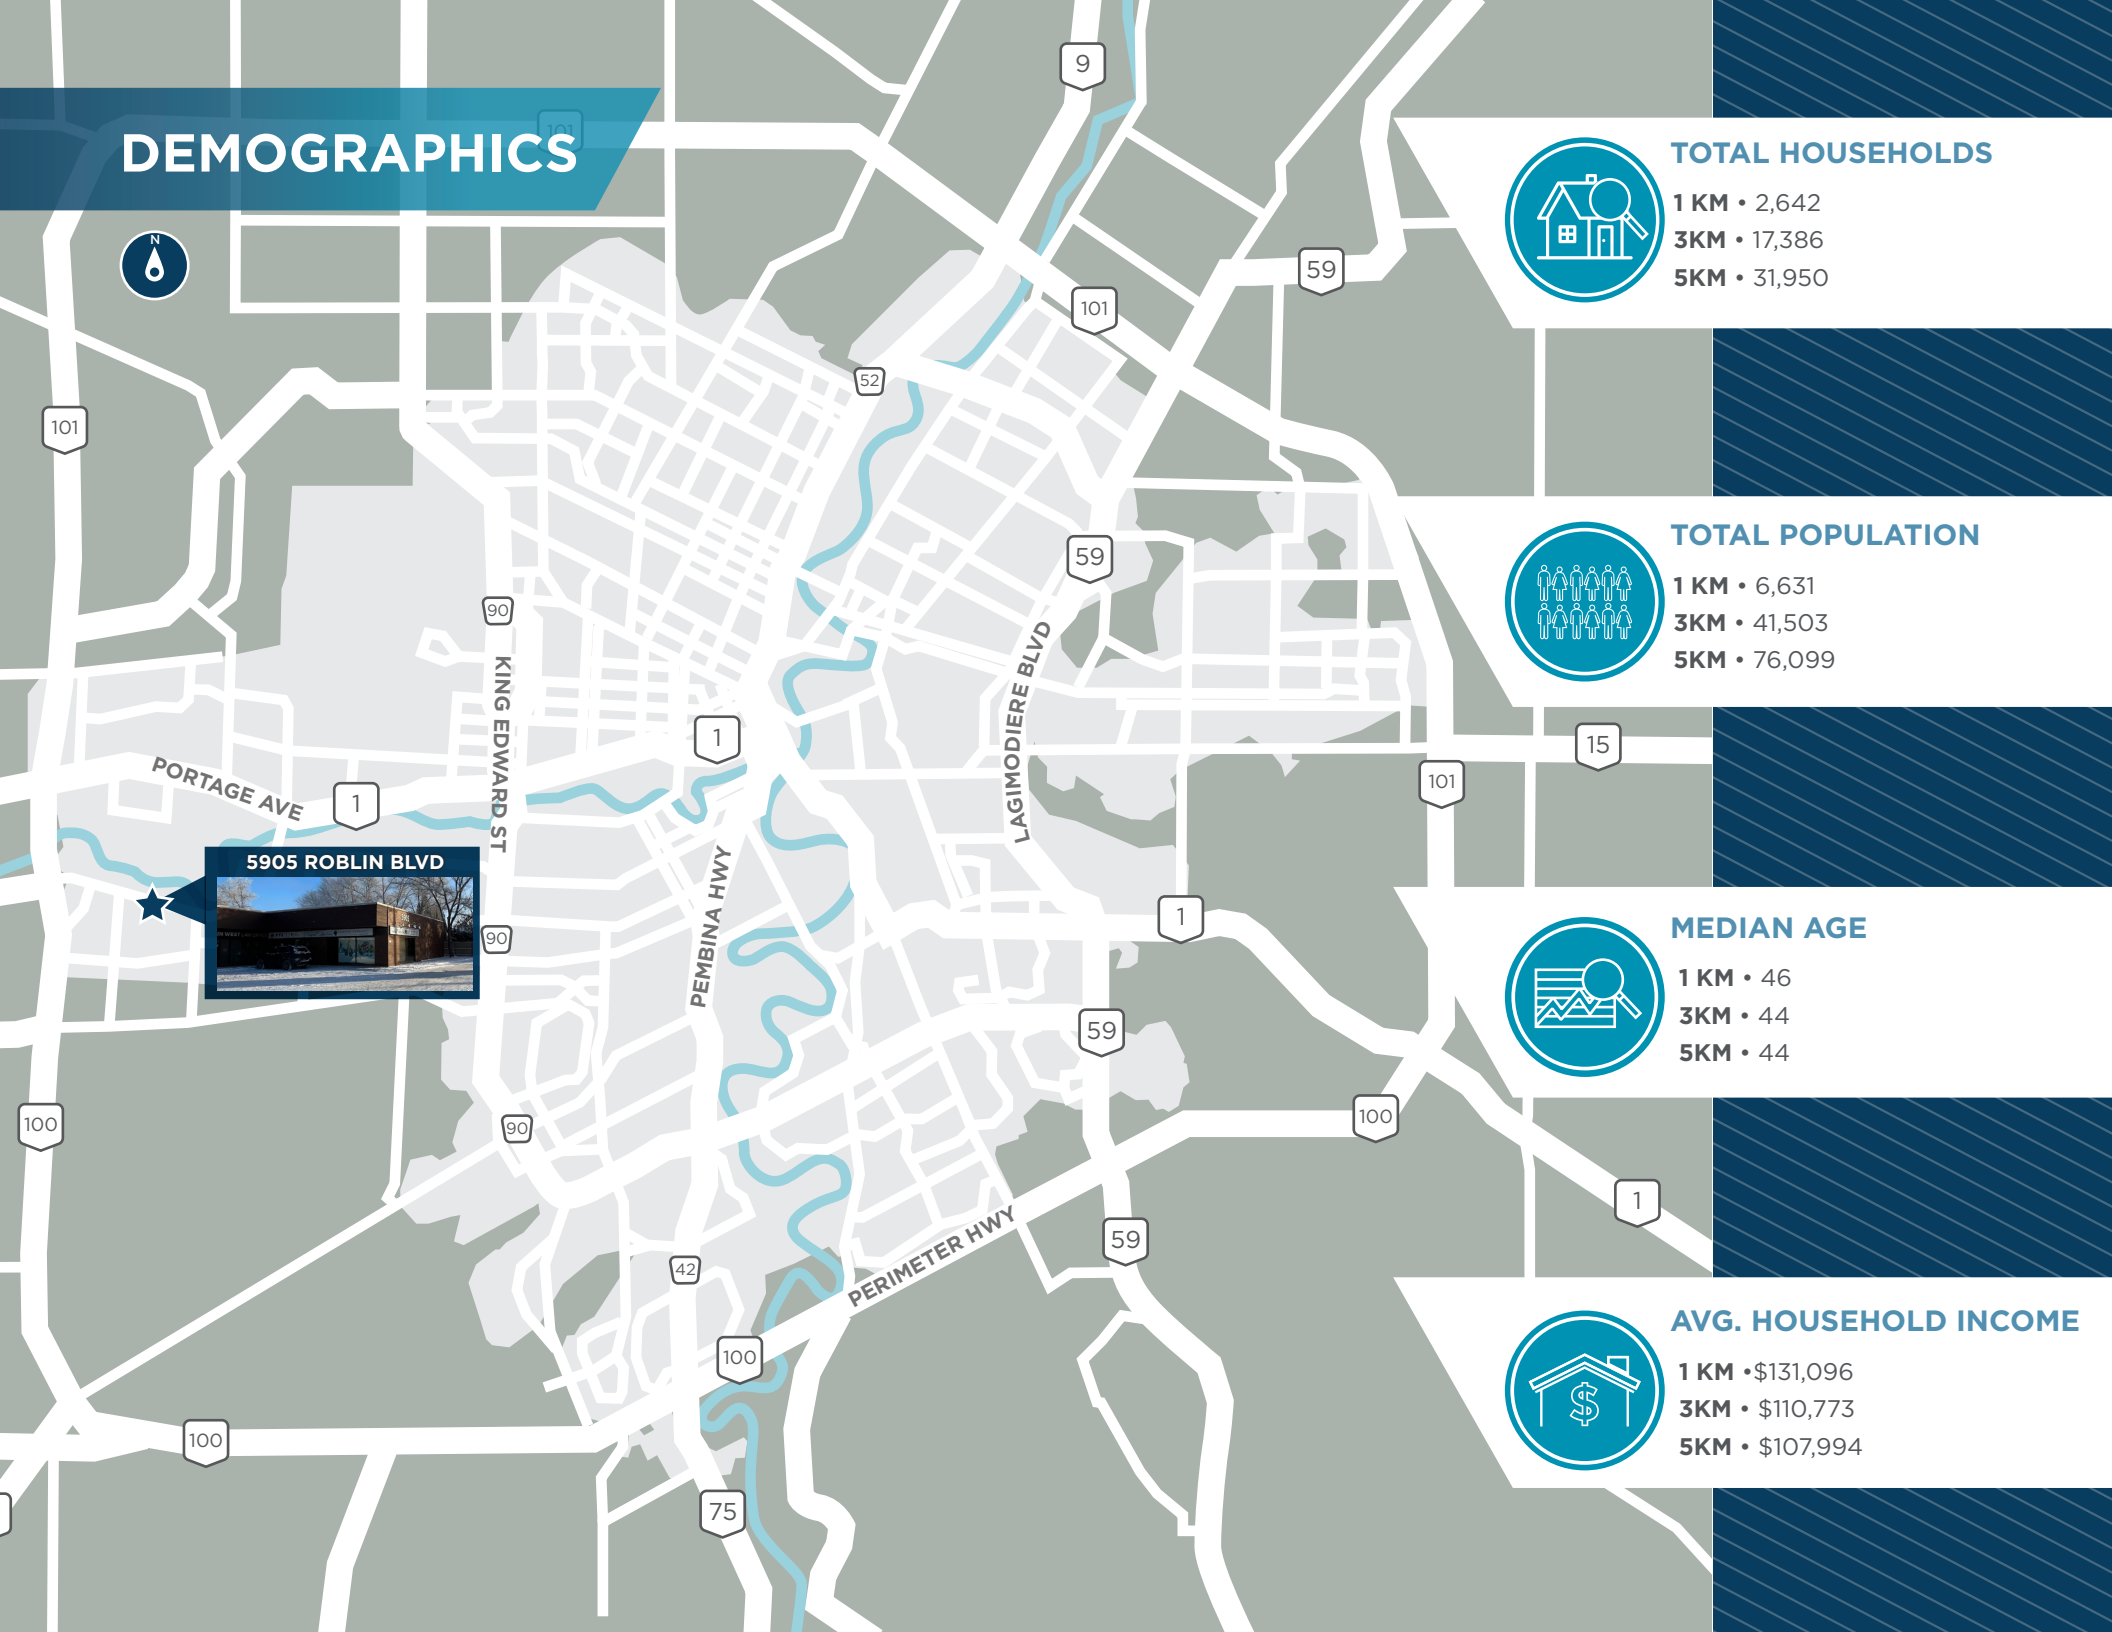 DEMOGRAPHICS
N
101
9
59
101
52
101
59
90
KING EDWARD ST
LAGIMODIERE BLVD
1
15
101
PORTAGE AVE
1
5905 ROBLIN BLVD
PEMBINA HWY
90
1
59
100
90
100
1
59
42
PERIMETER HWY
100
100
75
TOTAL HOUSEHOLDS
1 KM • 2,642
3KM • 17,386
5KM • 31,950
TOTAL POPULATION
1 KM • 6,631
3KM • 41,503
5KM • 76,099
MEDIAN AGE
1 KM • 46
3KM • 44
5KM • 44
AVG. HOUSEHOLD INCOME
1 KM •$131,096
3KM • $110,773
5KM • $107,994